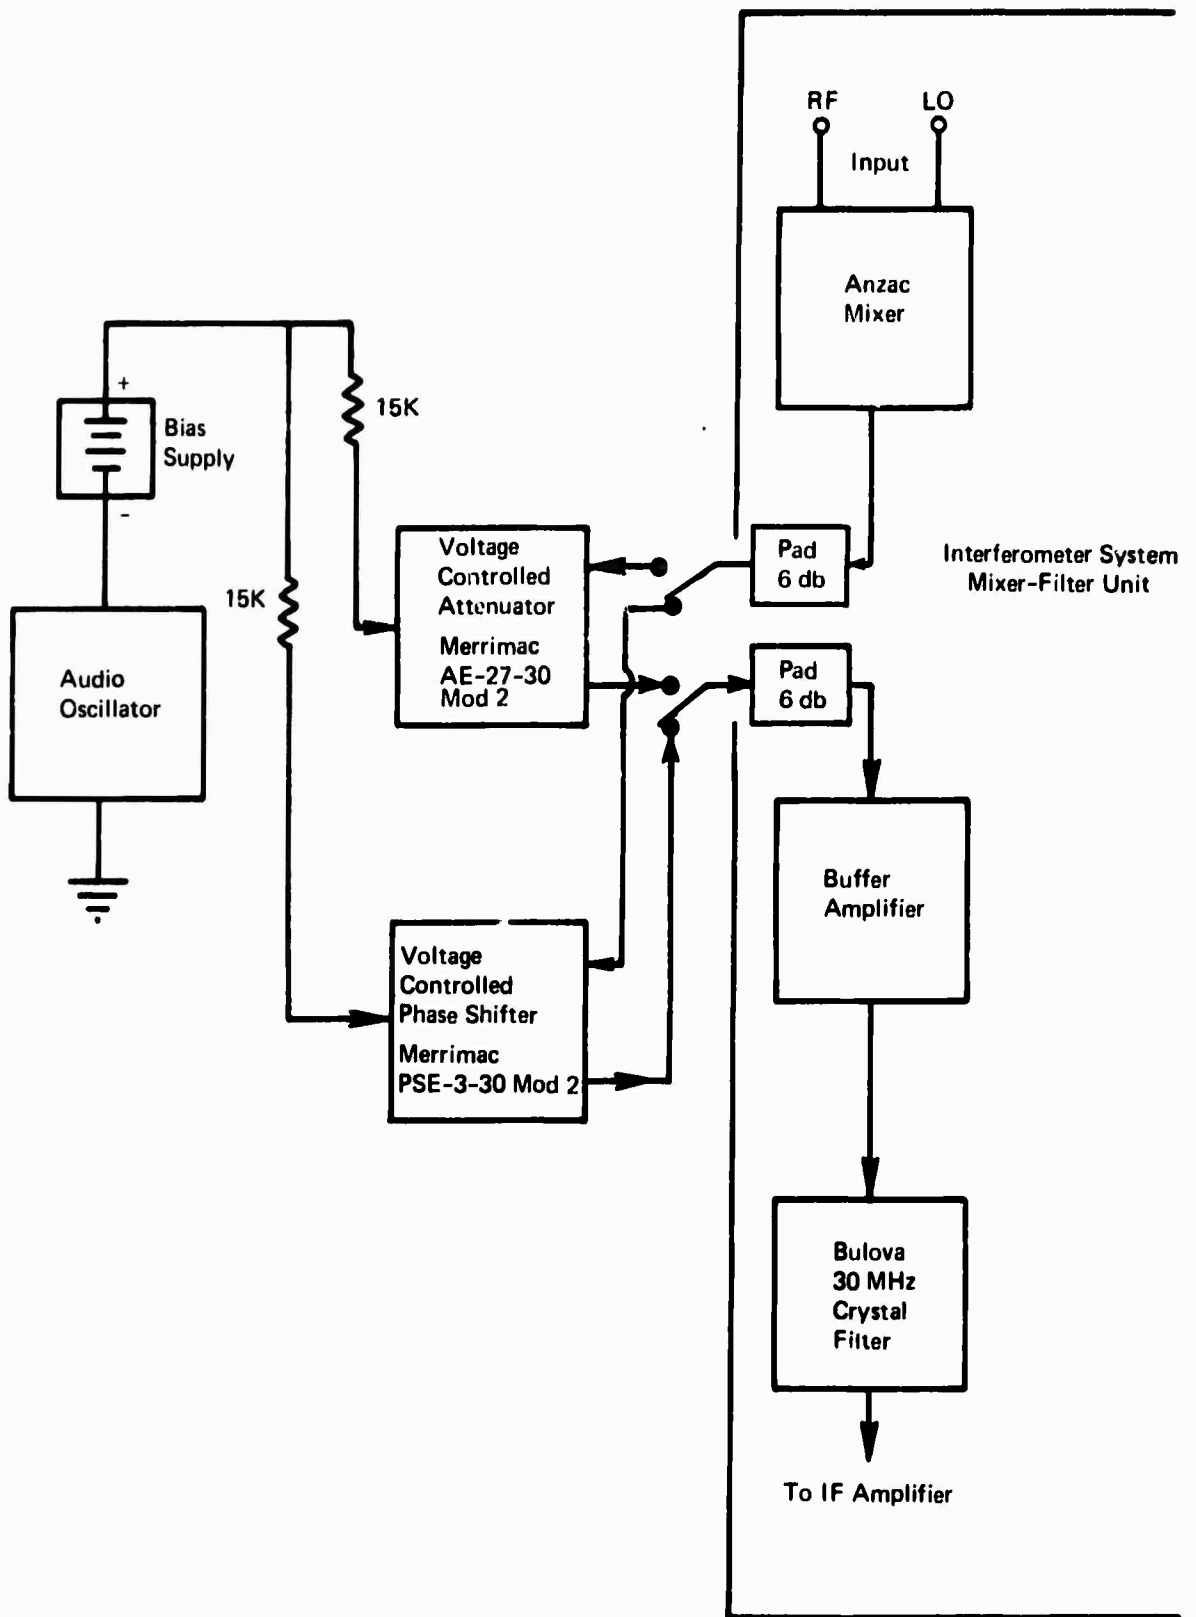 RF
LO
Input
Anzac
Mixer
+
Bias
Supply
-
15K
15K
Audio
Oscillator
Voltage
Controlled
Attenuator
Merrimac
AE-27-30
Mod 2
Pad
6 db
Interferometer System
Mixer-Filter Unit
Pad
6 db
Buffer
Amplifier
Voltage
Controlled
Phase Shifter
Merrimac
PSE-3-30 Mod 2
Bulova
30 MHz
Crystal
Filter
To IF Amplifier